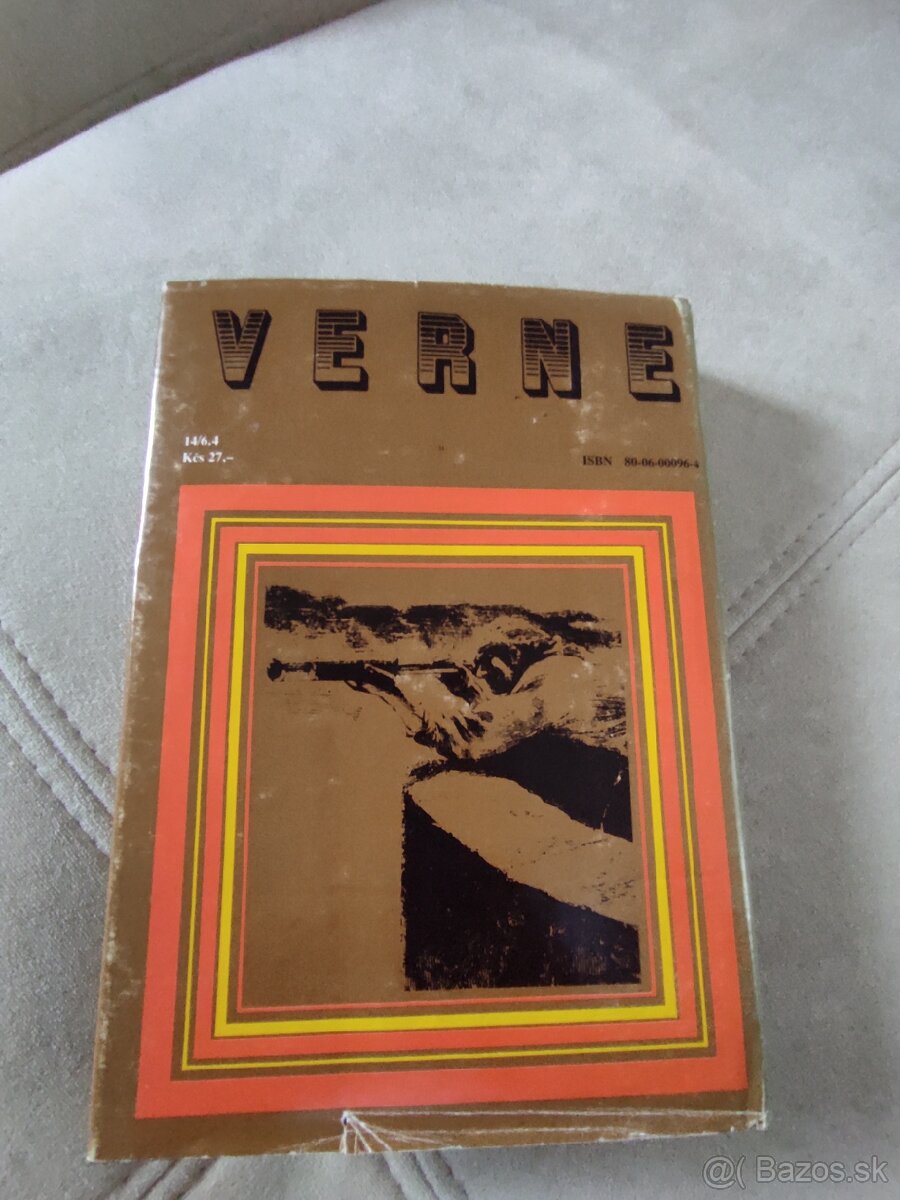 VERNE
14/6.4
Kčs 27.–
ISBN 80-06-00096-4
@( Bazos.sk